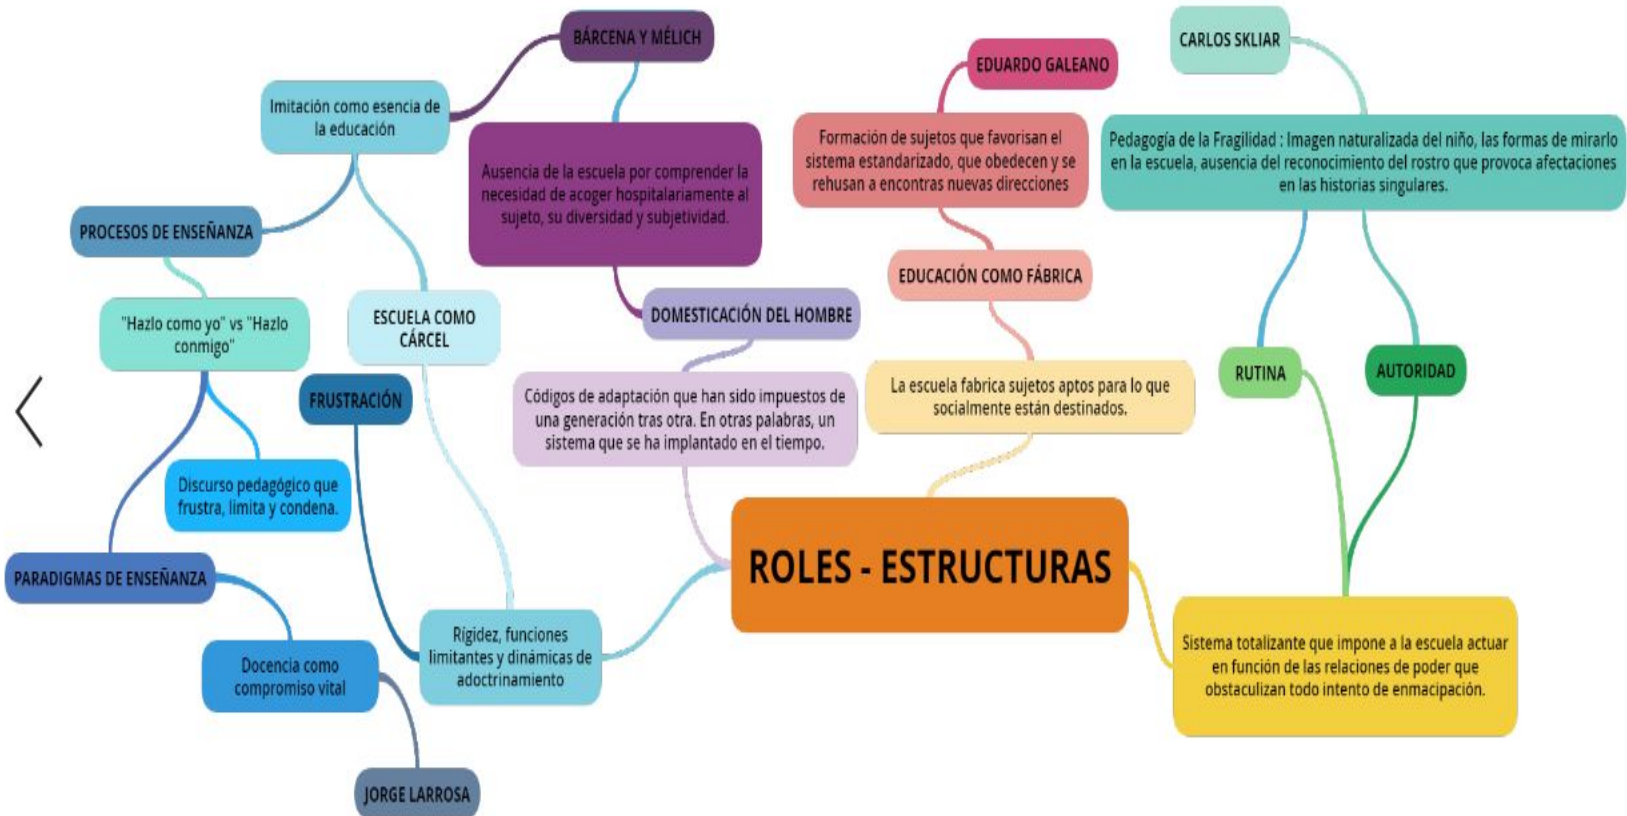 BÁRCENA Y MÉLICH
CARLOS SKLIAR
EDUARDO GALEANO
Imitación como esencia de
la educación
Ausencia de la escuela por comprender la
necesidad de acoger hospitalariamente al
sujeto, su diversidad y subjetividad.
Formación de sujetos que favorisan el
sistema estandarizado, que obedecen y se
rehusan a encontras nuevas direcciones
Pedagogía de la Fragilidad : Imagen naturalizada del niño, las formas de mirarlo
en la escuela, ausencia del reconocimiento del rostro que provoca afectaciones
en las historias singulares.
PROCESOS DE ENSEÑANZA
EDUCACIÓN COMO FÁBRICA
"Hazlo como yo" vs "Hazlo
conmigo"
ESCUELA COMO
CÁRCEL
DOMESTICACIÓN DEL HOMBRE
RUTINA
AUTORIDAD
FRUSTRACIÓN
Códigos de adaptación que han sido impuestos de
una generación tras otra. En otras palabras, un
sistema que se ha implantado en el tiempo.
La escuela fabrica sujetos aptos para lo que
socialmente están destinados.
Discurso pedagógico que
frustra, limita y condena.
ROLES - ESTRUCTURAS
PARADIGMAS DE ENSEÑANZA
Rígidez, funciones
limitantes y dinámicas de
adoctrinamiento
Sistema totalizante que impone a la escuela actuar
en función de las relaciones de poder que
obstaculizan todo intento de enmacipación.
Docencia como
compromiso vital
JORGE LARROSA